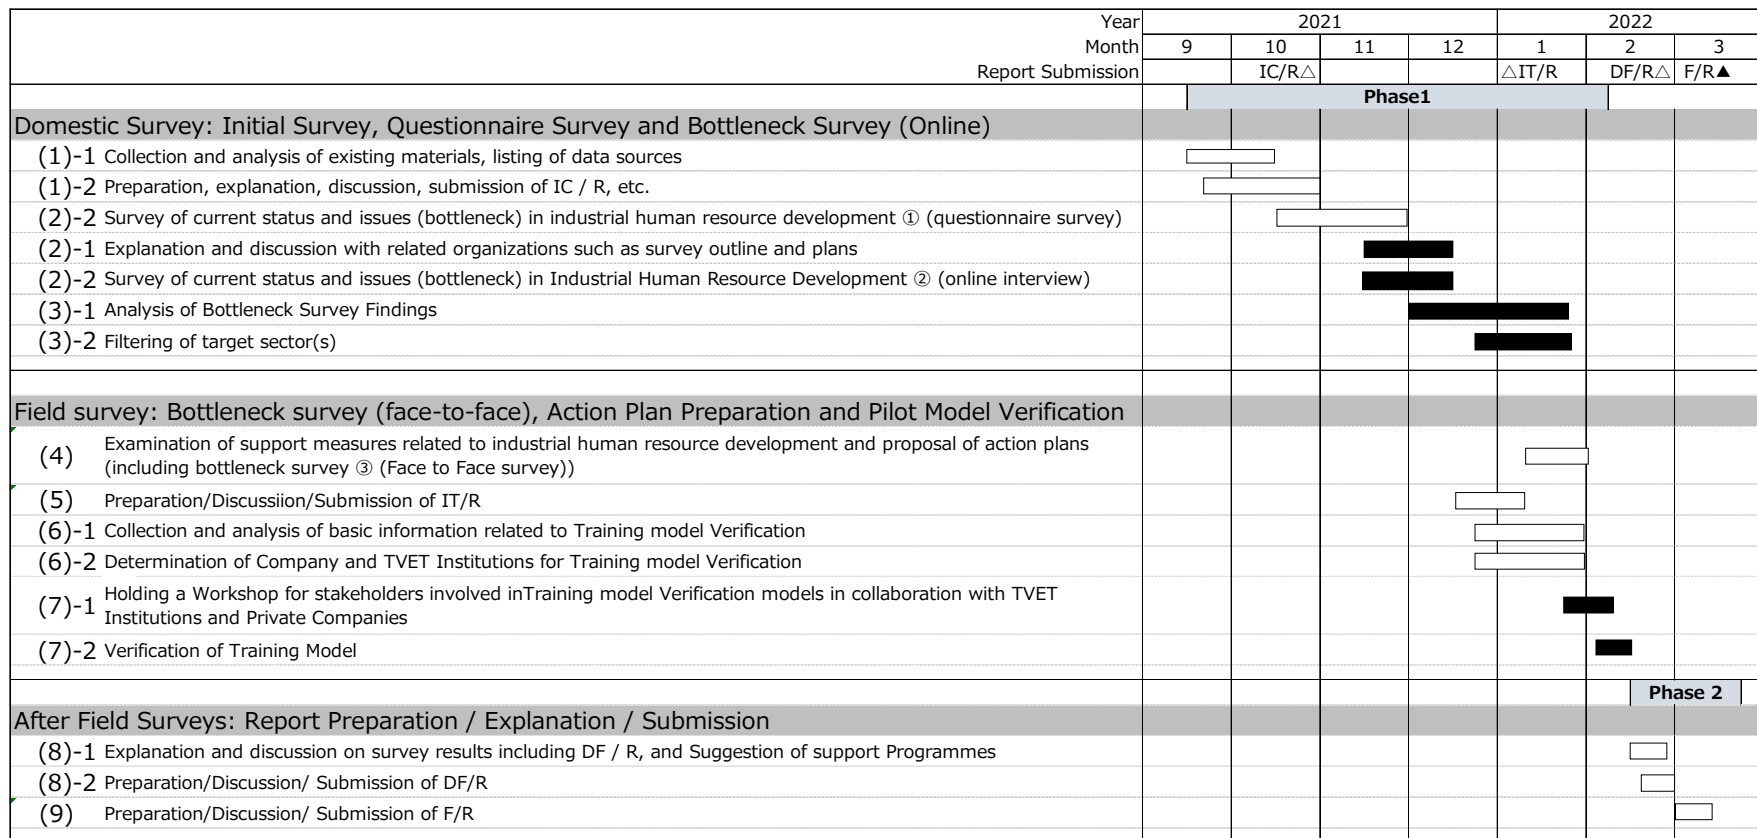 Year 2021 2022
Month 9 10 11 12 1 2 3
Report Submission IC/R△ △IT/R DF/R△ F/R▲
Phase1
Domestic Survey: Initial Survey, Questionnaire Survey and Bottleneck Survey (Online)
(1)-1 Collection and analysis of existing materials, listing of data sources
(1)-2 Preparation, explanation, discussion, submission of IC / R, etc.
(2)-2 Survey of current status and issues (bottleneck) in industrial human resource development ① (questionnaire survey)
(2)-1 Explanation and discussion with related organizations such as survey outline and plans
(2)-2 Survey of current status and issues (bottleneck) in Industrial Human Resource Development ② (online interview)
(3)-1 Analysis of Bottleneck Survey Findings
(3)-2 Filtering of target sector(s)
Field survey: Bottleneck survey (face-to-face), Action Plan Preparation and Pilot Model Verification
(4) Examination of support measures related to industrial human resource development and proposal of action plans
(including bottleneck survey ③ (Face to Face survey))
(5) Preparation/Discussiion/Submission of IT/R
(6)-1 Collection and analysis of basic information related to Training model Verification
(6)-2 Determination of Company and TVET Institutions for Training model Verification
(7)-1 Holding a Workshop for stakeholders involved inTraining model Verification models in collaboration with TVET
Institutions and Private Companies
(7)-2 Verification of Training Model
Phase 2
After Field Surveys: Report Preparation / Explanation / Submission
(8)-1 Explanation and discussion on survey results including DF / R, and Suggestion of support Programmes
(8)-2 Preparation/Discussion/ Submission of DF/R
(9) Preparation/Discussion/ Submission of F/R